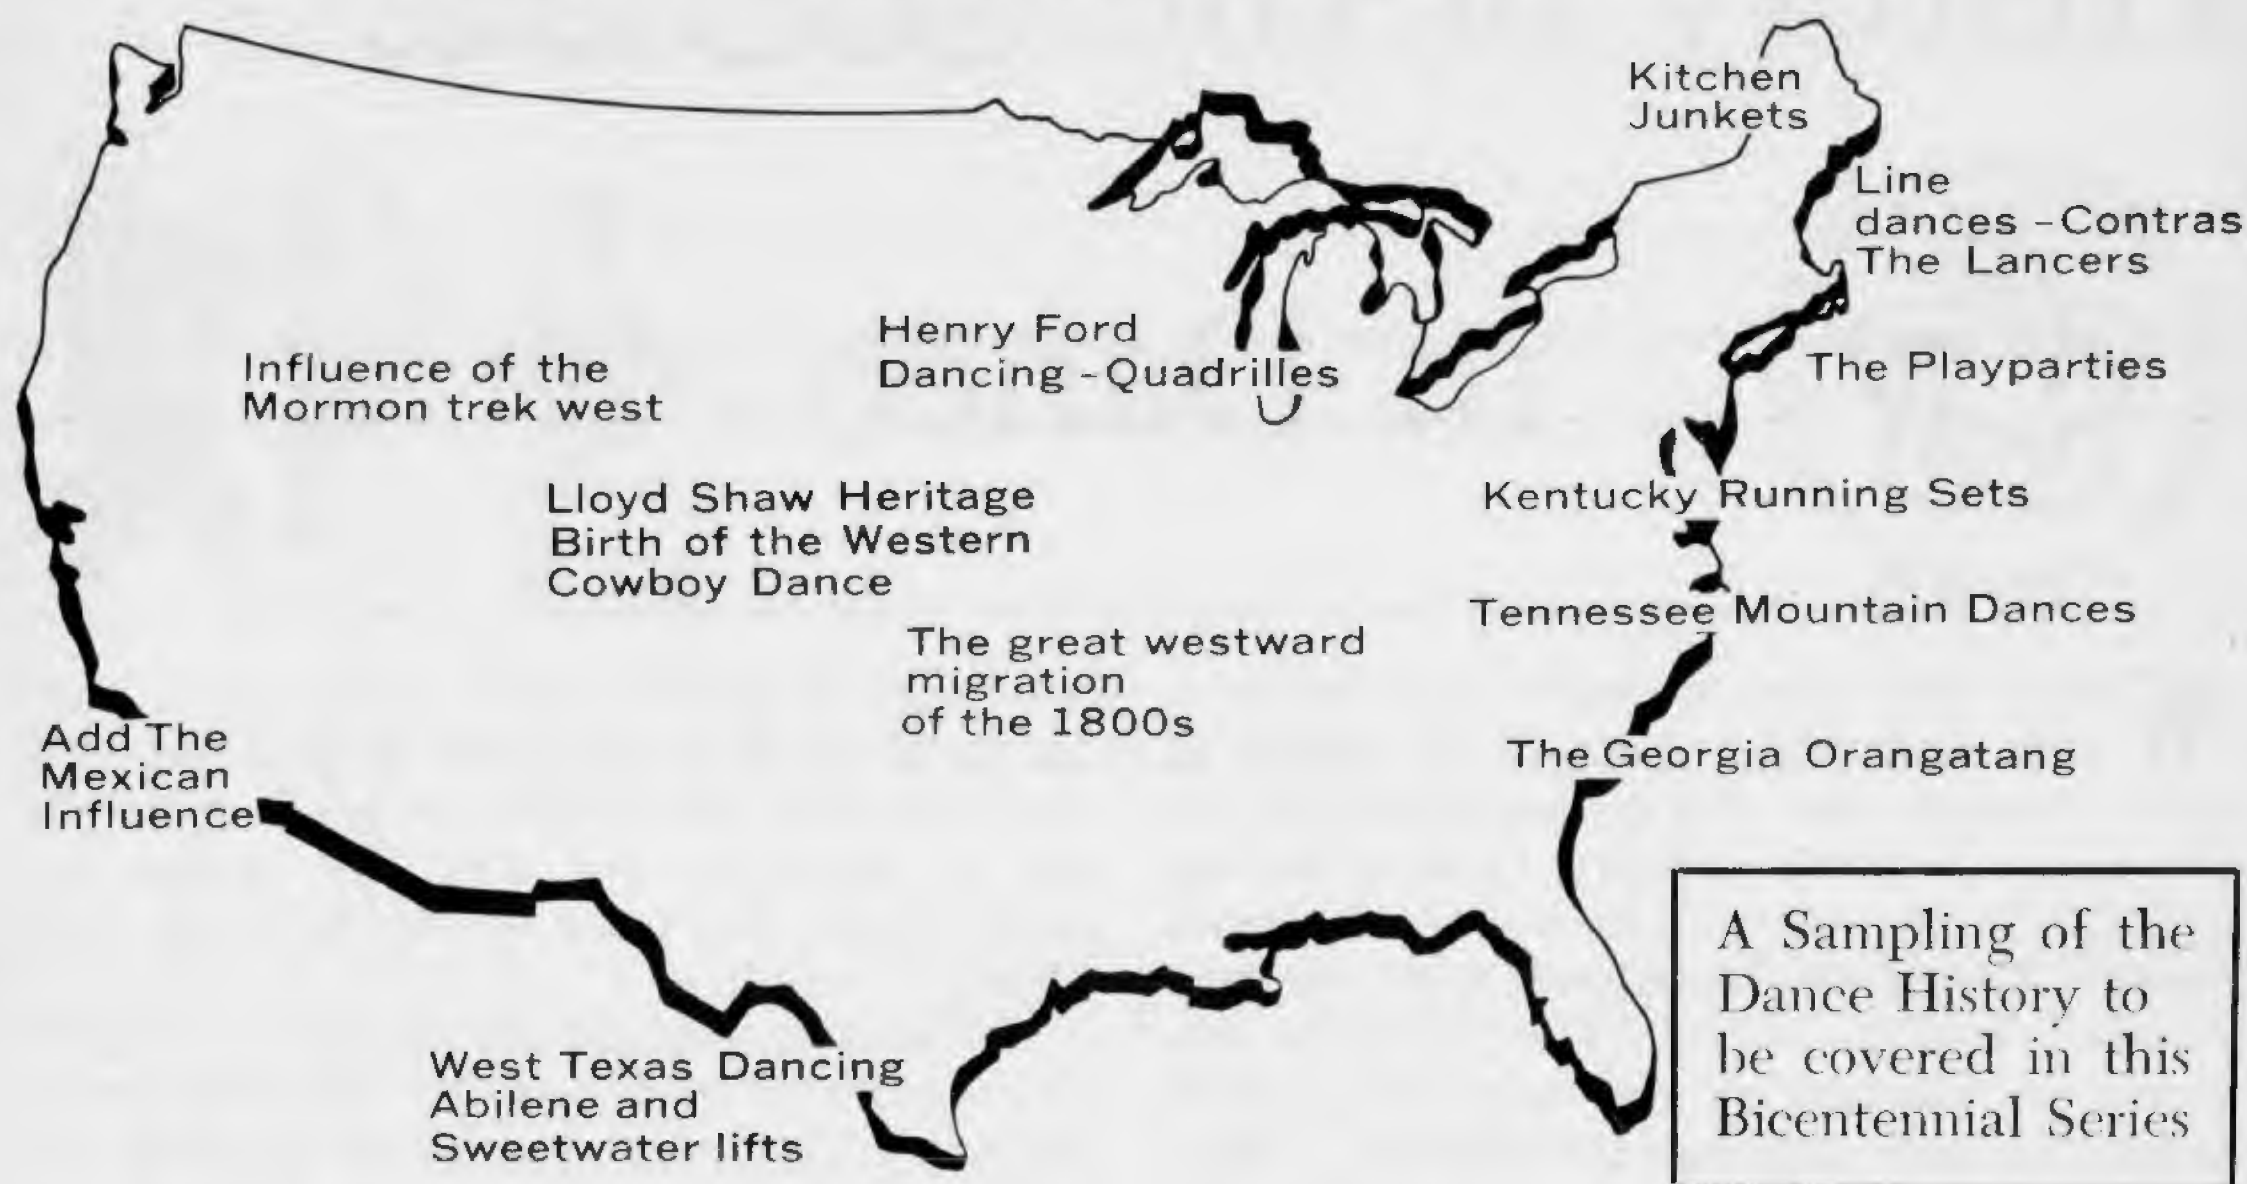 Kitchen
Junkets
Line
dances - Contras
The Lancers
Henry Ford
Dancing - Quadrilles
The Playparties
Influence of the
Mormon trek west
Lloyd Shaw Heritage
Birth of the Western
Cowboy Dance
Kentucky Running Sets
Tennessee Mountain Dances
The great westward
migration
of the 1800s
Add The
Mexican
Influence
The Georgia Orangatang
West Texas Dancing
Abilene and
Sweetwater lifts
A Sampling of the
Dance History to
be covered in this
Bicentennial Series